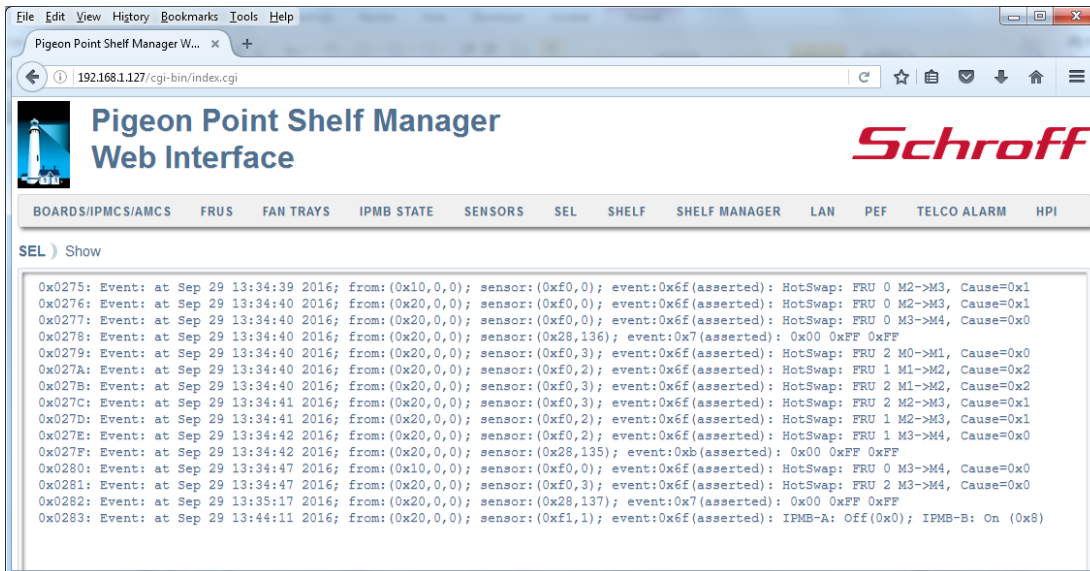 File Edit View History Bookmarks Tools Help
Pigeon Point Shelf Manager W... × +
192.168.1.127/cgi-bin/index.cgi
Pigeon Point Shelf Manager
Web Interface
Schroff
BOARDS/IPMCS/AMCS FRUS FAN TRAYS IPMB STATE SENSORS SEL SHELF SHELF MANAGER LAN PEF TELCO ALARM HPI
SEL ) Show
0x0275: Event: at Sep 29 13:34:39 2016; from:(0x10,0,0); sensor:(0xf0,0); event:0x6f(asserted): HotSwap: FRU 0 M2->M3, Cause=0x1
0x0276: Event: at Sep 29 13:34:40 2016; from:(0x20,0,0); sensor:(0xf0,0); event:0x6f(asserted): HotSwap: FRU 0 M2->M3, Cause=0x1
0x0277: Event: at Sep 29 13:34:40 2016; from:(0x20,0,0); sensor:(0xf0,0); event:0x6f(asserted): HotSwap: FRU 0 M3->M4, Cause=0x0
0x0278: Event: at Sep 29 13:34:40 2016; from:(0x20,0,0); sensor:(0x28,136); event:0x7(asserted): 0x00 0xFF 0xFF
0x0279: Event: at Sep 29 13:34:40 2016; from:(0x20,0,0); sensor:(0xf0,3); event:0x6f(asserted): HotSwap: FRU 2 M0->M1, Cause=0x0
0x027A: Event: at Sep 29 13:34:40 2016; from:(0x20,0,0); sensor:(0xf0,2); event:0x6f(asserted): HotSwap: FRU 1 M1->M2, Cause=0x2
0x027B: Event: at Sep 29 13:34:40 2016; from:(0x20,0,0); sensor:(0xf0,3); event:0x6f(asserted): HotSwap: FRU 2 M1->M2, Cause=0x2
0x027C: Event: at Sep 29 13:34:41 2016; from:(0x20,0,0); sensor:(0xf0,3); event:0x6f(asserted): HotSwap: FRU 2 M2->M3, Cause=0x1
0x027D: Event: at Sep 29 13:34:41 2016; from:(0x20,0,0); sensor:(0xf0,2); event:0x6f(asserted): HotSwap: FRU 1 M2->M3, Cause=0x1
0x027E: Event: at Sep 29 13:34:42 2016; from:(0x20,0,0); sensor:(0xf0,2); event:0x6f(asserted): HotSwap: FRU 1 M3->M4, Cause=0x0
0x027F: Event: at Sep 29 13:34:42 2016; from:(0x20,0,0); sensor:(0x28,135); event:0xb(asserted): 0x00 0xFF 0xFF
0x0280: Event: at Sep 29 13:34:47 2016; from:(0x10,0,0); sensor:(0xf0,0); event:0x6f(asserted): HotSwap: FRU 0 M3->M4, Cause=0x0
0x0281: Event: at Sep 29 13:34:47 2016; from:(0x20,0,0); sensor:(0xf0,3); event:0x6f(asserted): HotSwap: FRU 2 M3->M4, Cause=0x0
0x0282: Event: at Sep 29 13:35:17 2016; from:(0x20,0,0); sensor:(0x28,137); event:0x7(asserted): 0x00 0xFF 0xFF
0x0283: Event: at Sep 29 13:44:11 2016; from:(0x20,0,0); sensor:(0xf1,1); event:0x6f(asserted): IPMB-A: Off(0x0); IPMB-B: On (0x8)